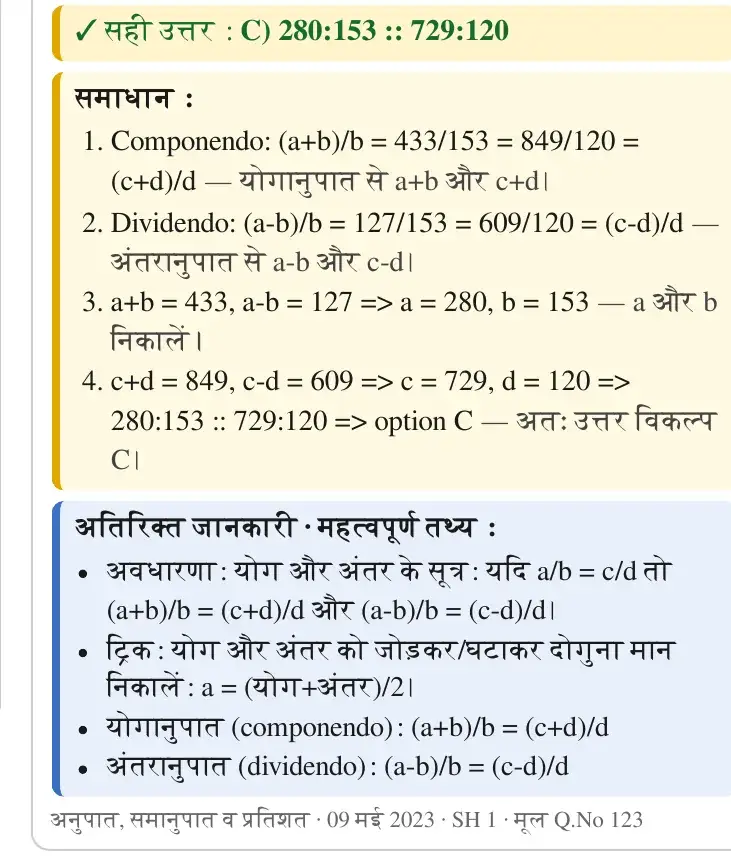 ✓ सही उत्तर : C) 280:153 :: 729:120
समाधान :
1. Componendo: (a+b)/b = 433/153 = 849/120 =
(c+d)/d — योगानुपात से a+b और c+d।
2. Dividendo: (a-b)/b = 127/153 = 609/120 = (c-d)/d —
अंतरानुपात से a-b और c-d।
3. a+b = 433, a-b = 127 => a = 280, b = 153 — a और b
निकालें।
4. c+d = 849, c-d = 609 => c = 729, d = 120 =>
280:153 :: 729:120 => option C — अतः उत्तर विकल्प
C।
अतिरिक्त जानकारी · महत्वपूर्ण तथ्य :
• अवधारणा : योग और अंतर के सूत्र : यदि a/b = c/d तो
(a+b)/b = (c+d)/d और (a-b)/b = (c-d)/d।
• ट्रिक : योग और अंतर को जोड़कर/घटाकर दोगुना मान
निकालें : a = (योग+अंतर)/2।
• योगानुपात (componendo) : (a+b)/b = (c+d)/d
• अंतरानुपात (dividendo) : (a-b)/b = (c-d)/d
अनुपात, समानुपात व प्रतिशत · 09 मई 2023 · SH 1 · मूल Q.No 123